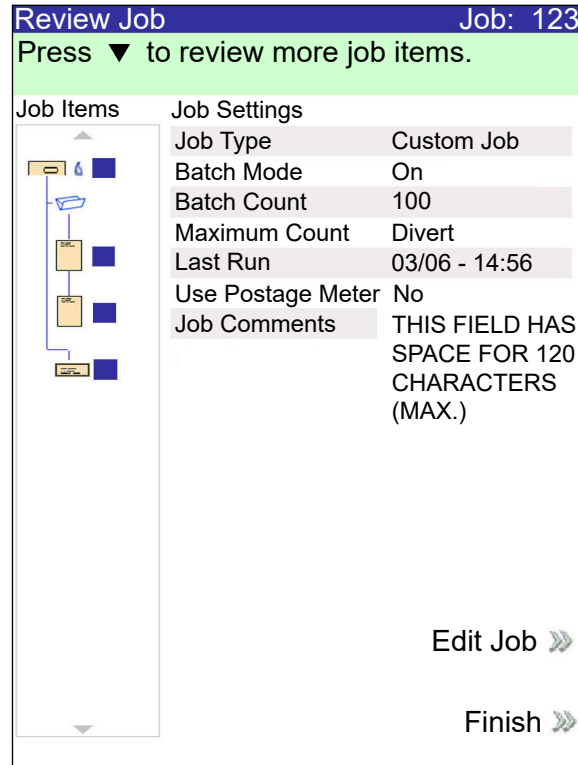 Review Job Job: 123
Press ▼ to review more job items.
Job Items Job Settings
Job Type Custom Job
Batch Mode On
Batch Count 100
Maximum Count Divert
Last Run 03/06 - 14:56
Use Postage Meter No
Job Comments THIS FIELD HAS
SPACE FOR 120
CHARACTERS
(MAX.)
Edit Job
Finish